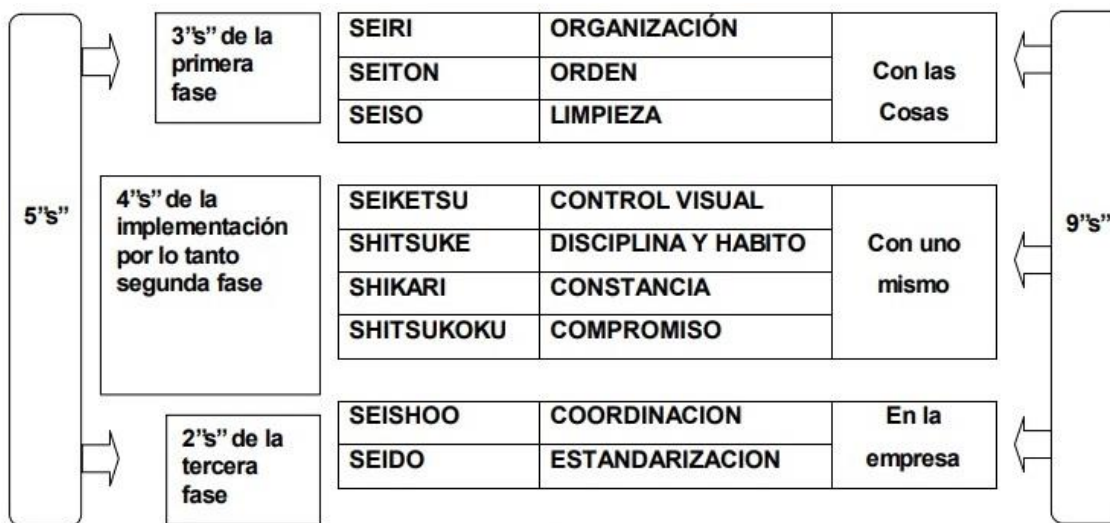 5”s”
3”s” de la
primera
fase
SEIRI ORGANIZACIÓN
SEITON ORDEN
SEISO LIMPIEZA
Con las
Cosas
4”s” de la
implementación
por lo tanto
segunda fase
SEIKETSU CONTROL VISUAL
SHITSUKE DISCIPLINA Y HABITO
SHIKARI CONSTANCIA
SHITSUKOKU COMPROMISO
Con uno
mismo
2”s” de la
tercera
fase
SEISHOO COORDINACION
SEIDO ESTANDARIZACION
En la
empresa
9”s”